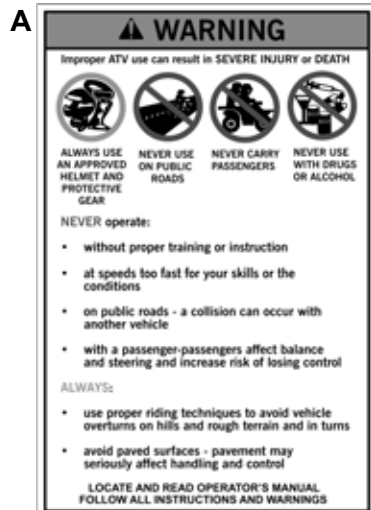 A
WARNING
Improper ATV use can result in SEVERE INJURY or DEATH
ALWAYS USE
AN APPROVED
HELMET AND
PROTECTIVE
GEAR
NEVER USE
ON PUBLIC
ROADS
NEVER CARRY
PASSENGERS
NEVER USE
WITH DRUGS
OR ALCOHOL
NEVER operate:
• without proper training or instruction
• at speeds too fast for your skills or the
conditions
• on public roads - a collision can occur with
another vehicle
• with a passenger-passengers affect balance
and steering and increase risk of losing control
ALWAYS:
• use proper riding techniques to avoid vehicle
overturns on hills and rough terrain and in turns
• avoid paved surfaces - pavement may
seriously affect handling and control
LOCATE AND READ OPERATOR'S MANUAL
FOLLOW ALL INSTRUCTIONS AND WARNINGS